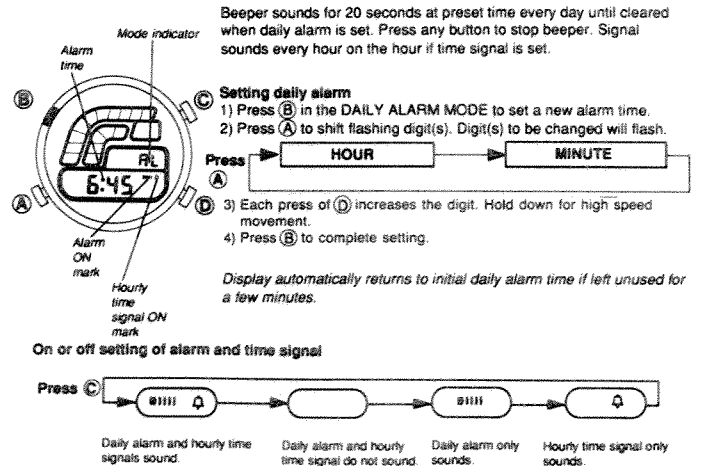 Beeper sounds for 20 seconds at preset time every day until cleared
when daily alarm is set. Press any button to stop beeper. Signal
sounds every hour on the hour if time signal is set.
Mode indicator
Alarm
time
B
C
AL
6:45
A
D
Alarm
ON
mark
Hourly
time
signal ON
mark
Setting daily alarm
1) Press B in the DAILY ALARM MODE to set a new alarm time.
2) Press A to shift flashing digit(s). Digit(s) to be changed will flash.
Press
A
HOUR
MINUTE
3) Each press of D increases the digit. Hold down for high speed
movement.
4) Press B to complete setting.
Display automatically returns to initial daily alarm time if left unused for
a few minutes.
On or off setting of alarm and time signal
Press C
Daily alarm and hourly time
signals sound.
Daily alarm and hourly
time signal do not sound.
Daily alarm only
sounds.
Hourly time signal only
sounds.